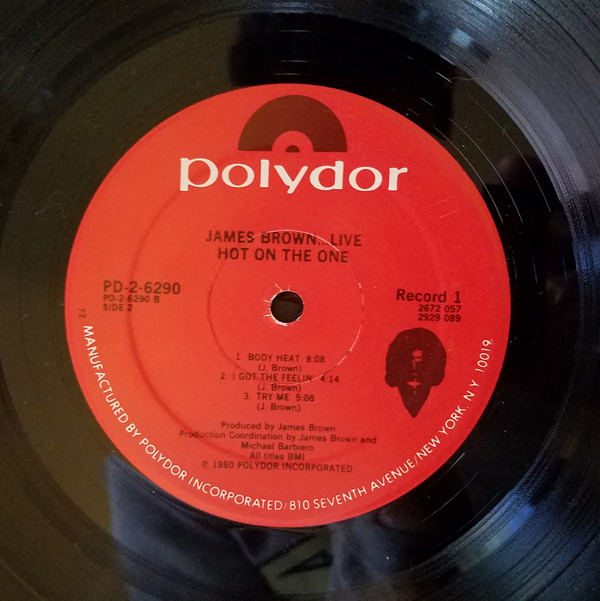 polydor
JAMES BROWN...LIVE
HOT ON THE ONE
PD-2-6290
PD-2-6290 B
SIDE 2
Record 1
2672 057
2929 089
72
1. BODY HEAT 8:08
(J. Brown)
2. I GOT THE FEELIN' 4:14
(J. Brown)
3. TRY ME 5:08
(J. Brown)
Produced by James Brown
Production Coordination by James Brown and
Michael Barbiero
All titles BMI
℗ 1980 POLYDOR INCORPORATED
MANUFACTURED BY POLYDOR INCORPORATED/810 SEVENTH AVENUE/NEW YORK, N.Y. 10019.